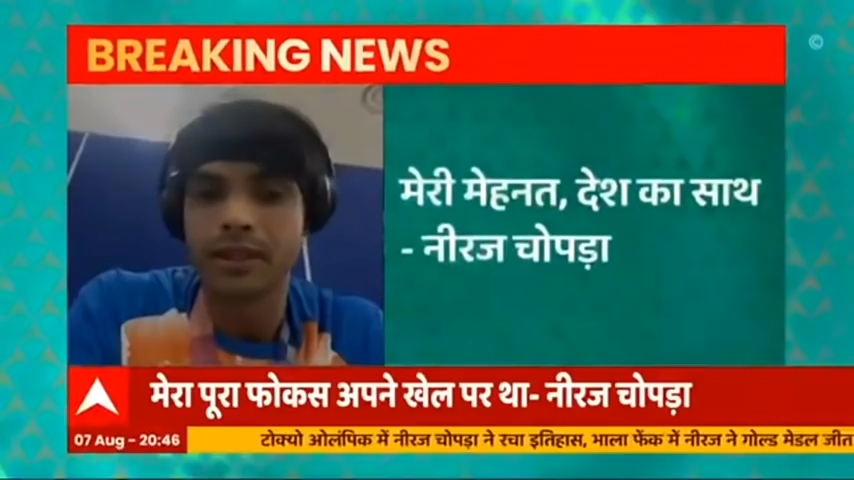 ©
BREAKING NEWS
मेरी मेहनत, देश का साथ
- नीरज चोपड़ा
मेरा पूरा फोकस अपने खेल पर था- नीरज चोपड़ा
07 Aug - 20:46
टोक्यो ओलंपिक में नीरज चोपड़ा ने रचा इतिहास, भाला फेंक में नीरज ने गोल्ड मेडल जीत